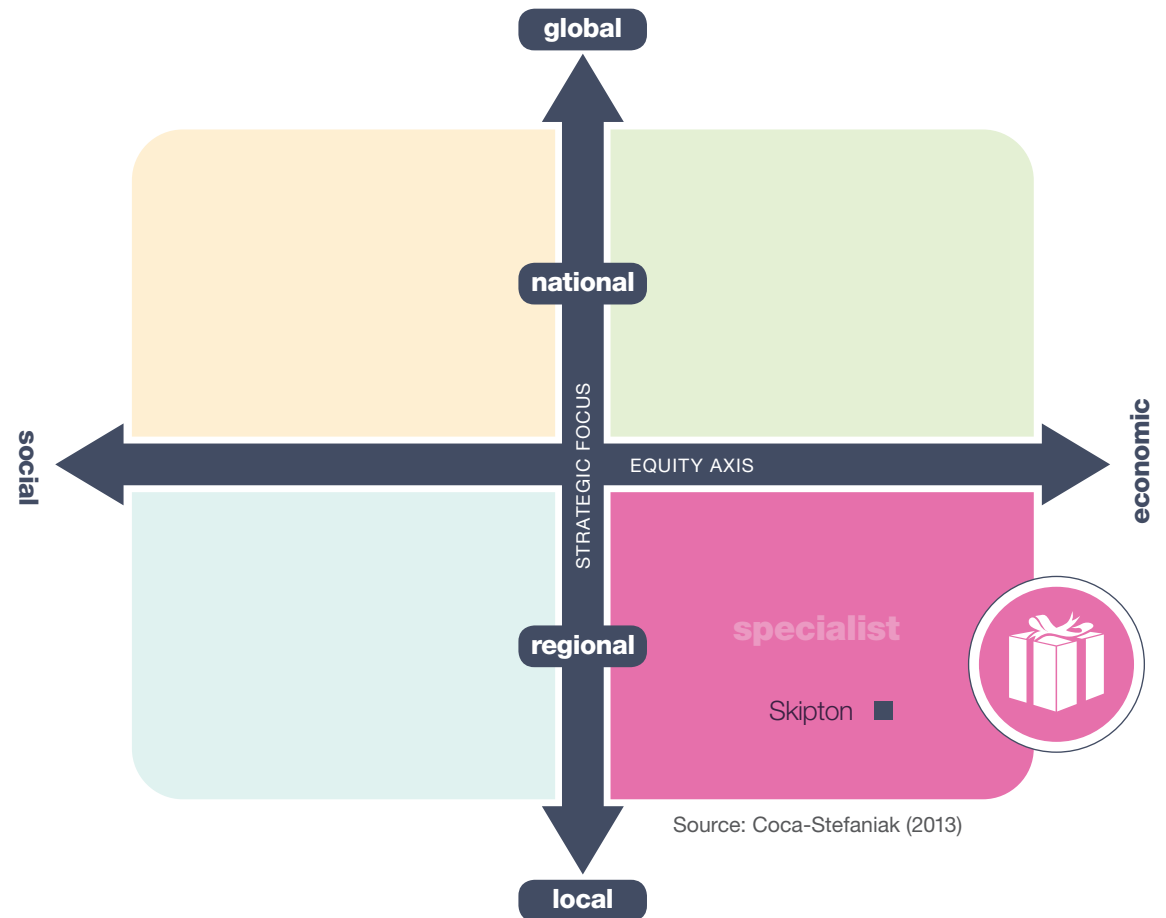 global
national
social
STRATEGIC FOCUS
EQUITY AXIS
economic
specialist
regional
Skipton
Source: Coca-Stefaniak (2013)
local